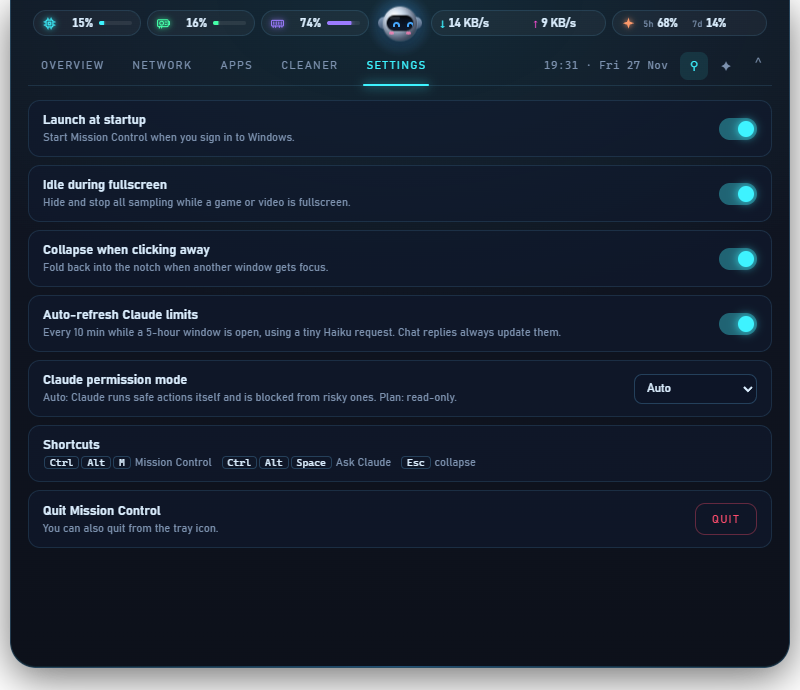 15% 16% 74% ↓ 14 KB/s ↑ 9 KB/s 5h 68% 7d 14%
OVERVIEW NETWORK APPS CLEANER SETTINGS 19:31 · Fri 27 Nov
Launch at startup
Start Mission Control when you sign in to Windows.
Idle during fullscreen
Hide and stop all sampling while a game or video is fullscreen.
Collapse when clicking away
Fold back into the notch when another window gets focus.
Auto-refresh Claude limits
Every 10 min while a 5-hour window is open, using a tiny Haiku request. Chat replies always update them.
Claude permission mode
Auto: Claude runs safe actions itself and is blocked from risky ones. Plan: read-only.
Auto
Shortcuts
Ctrl Alt M Mission Control Ctrl Alt Space Ask Claude Esc collapse
Quit Mission Control
You can also quit from the tray icon.
QUIT